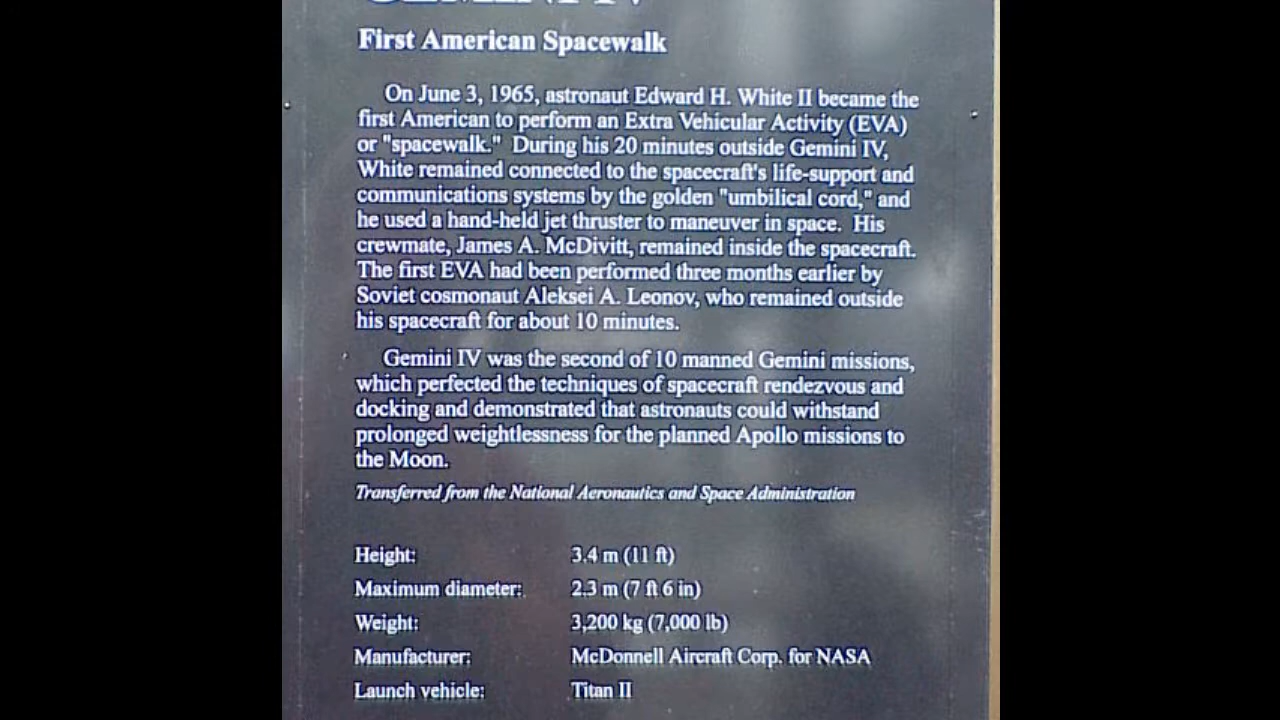 GEMINI IV
First American Spacewalk
On June 3, 1965, astronaut Edward H. White II became the
first American to perform an Extra Vehicular Activity (EVA)
or "spacewalk." During his 20 minutes outside Gemini IV,
White remained connected to the spacecraft's life-support and
communications systems by the golden "umbilical cord," and
he used a hand-held jet thruster to maneuver in space. His
crewmate, James A. McDivitt, remained inside the spacecraft.
The first EVA had been performed three months earlier by
Soviet cosmonaut Aleksei A. Leonov, who remained outside
his spacecraft for about 10 minutes.
Gemini IV was the second of 10 manned Gemini missions,
which perfected the techniques of spacecraft rendezvous and
docking and demonstrated that astronauts could withstand
prolonged weightlessness for the planned Apollo missions to
the Moon.
Transferred from the National Aeronautics and Space Administration
Height: 3.4 m (11 ft)
Maximum diameter: 2.3 m (7 ft 6 in)
Weight: 3,200 kg (7,000 lb)
Manufacturer: McDonnell Aircraft Corp. for NASA
Launch vehicle: Titan II